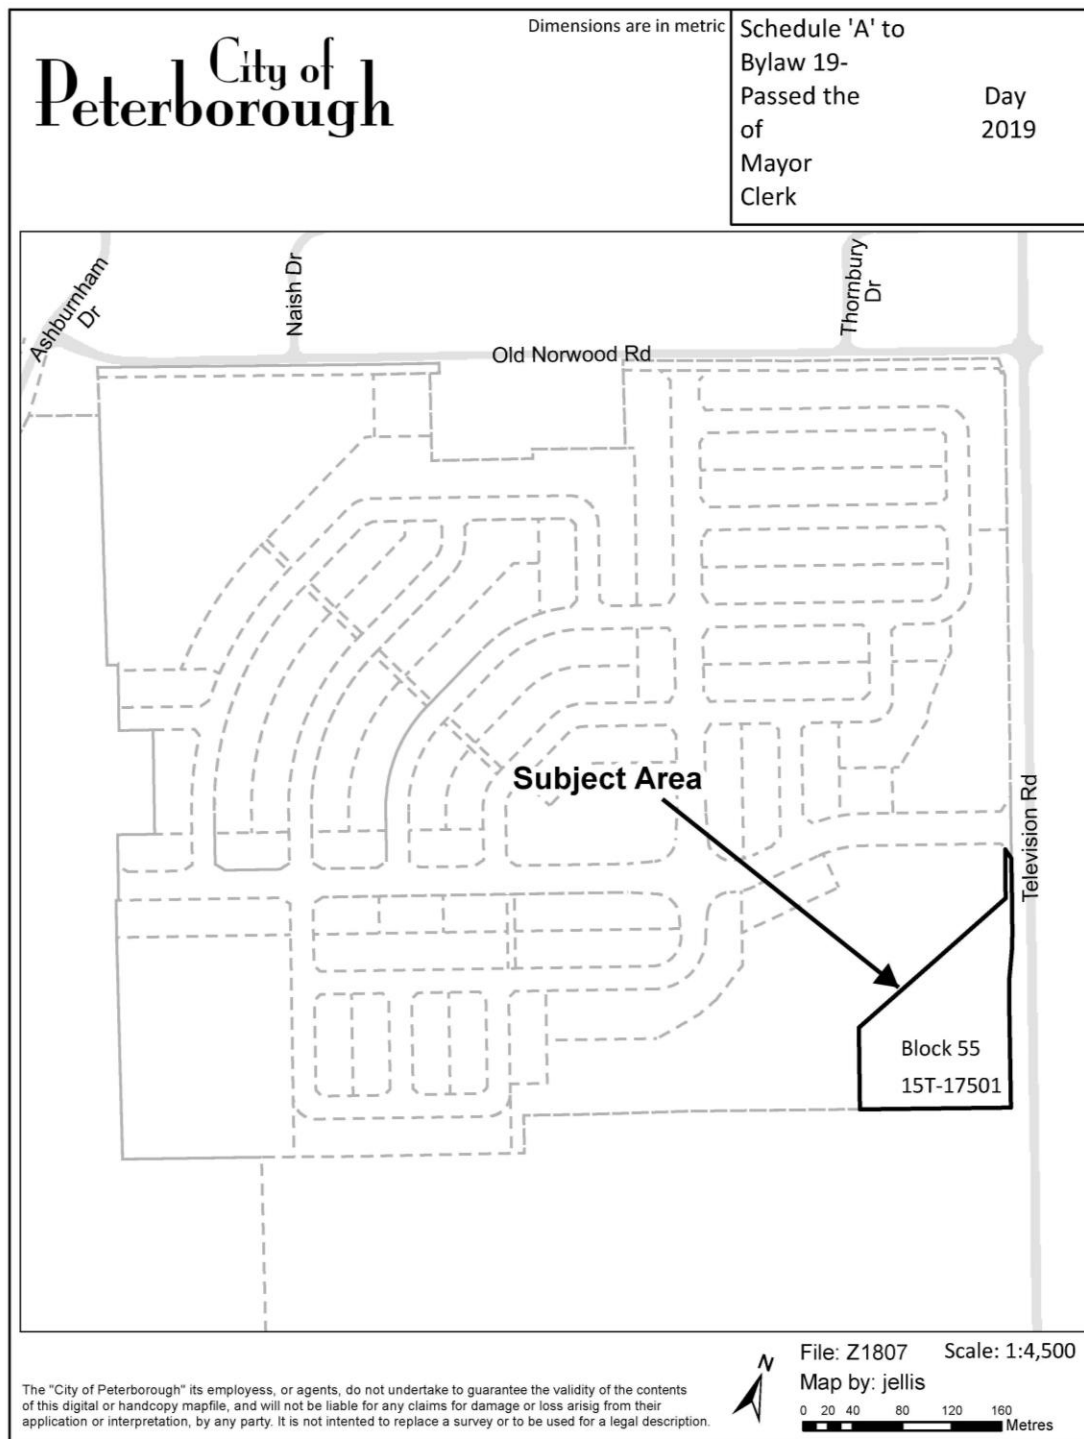 City of
Peterborough
Dimensions are in metric
Schedule 'A' to
Bylaw 19-
Passed the Day
of 2019
Mayor
Clerk
Ashburnham
Dr
Naish Dr
Thornbury
Dr
Old Norwood Rd
Subject Area
Television Rd
Block 55
15T-17501
The "City of Peterborough" its employess, or agents, do not undertake to guarantee the validity of the contents
of this digital or handcopy mapfile, and will not be liable for any claims for damage or loss arisig from their
application or interpretation, by any party. It is not intended to replace a survey or to be used for a legal description.
N
File: Z1807 Scale: 1:4,500
Map by: jellis
0 20 40 80 120 160
Metres